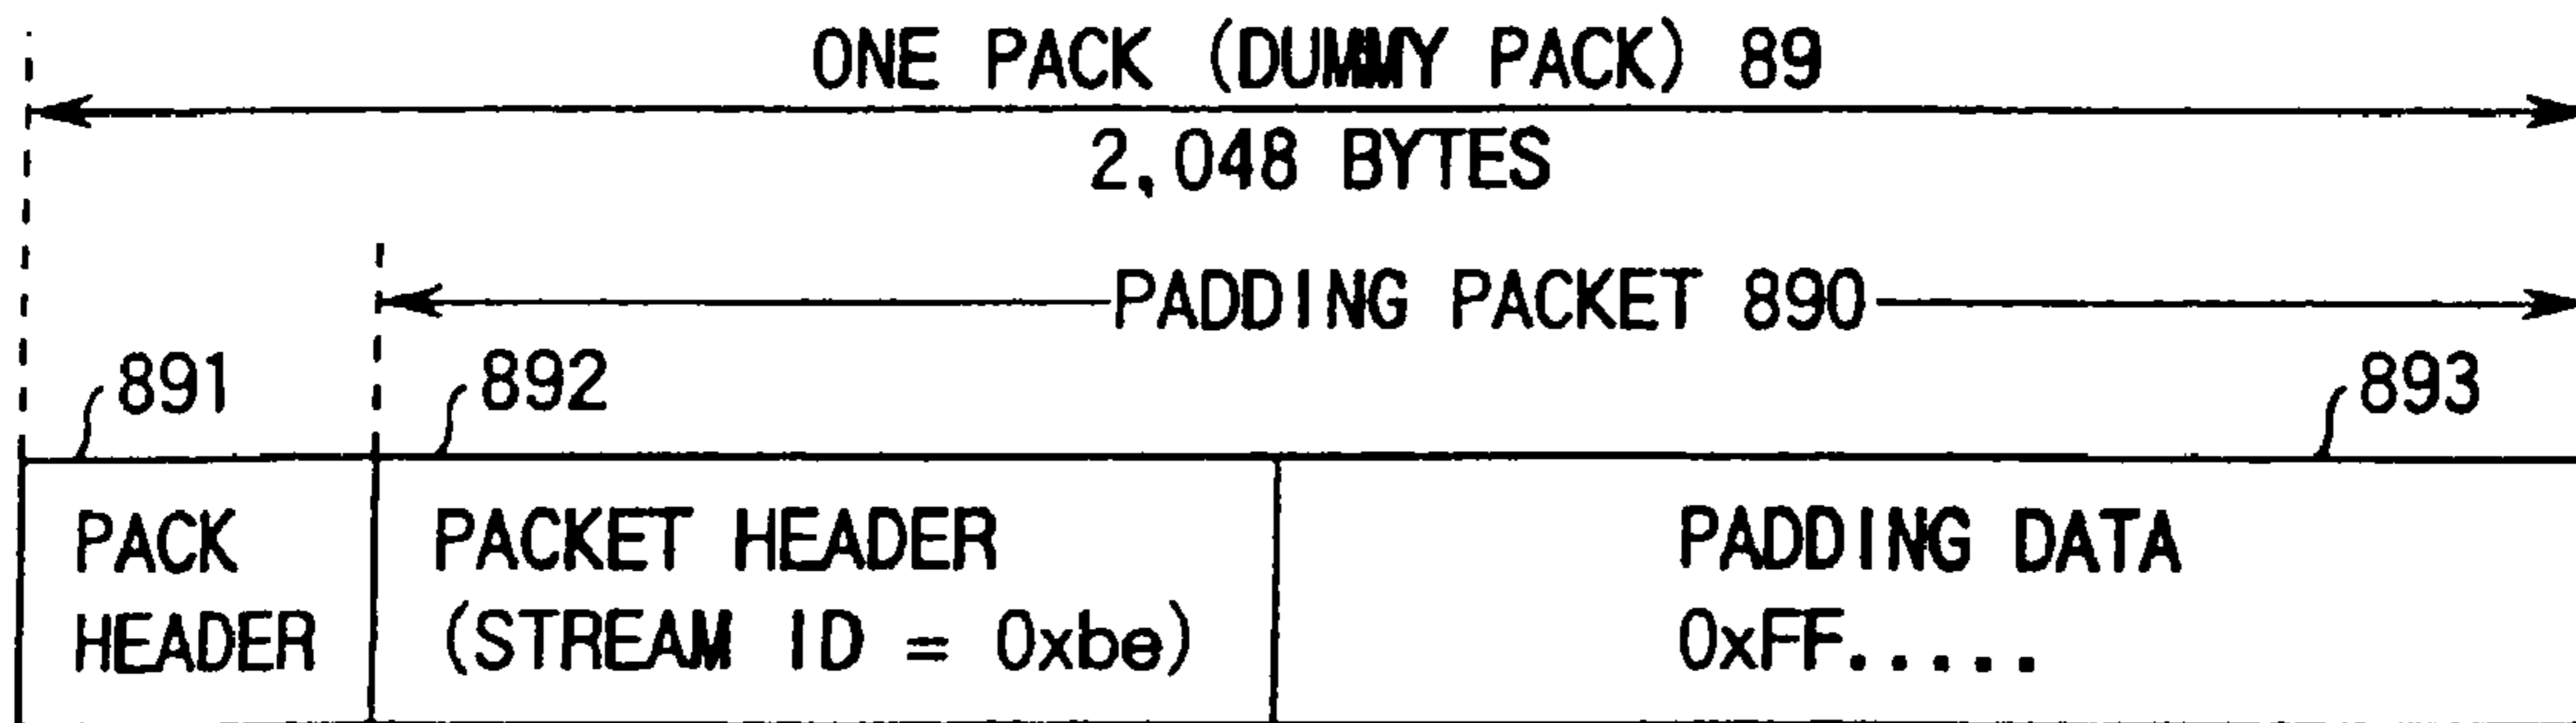 ONE PACK (DUMMY PACK) 89
2,048 BYTES
PADDING PACKET 890
891
892
893
PACK
HEADER
PACKET HEADER
(STREAM ID = 0xbe)
PADDING DATA
0xFF.....